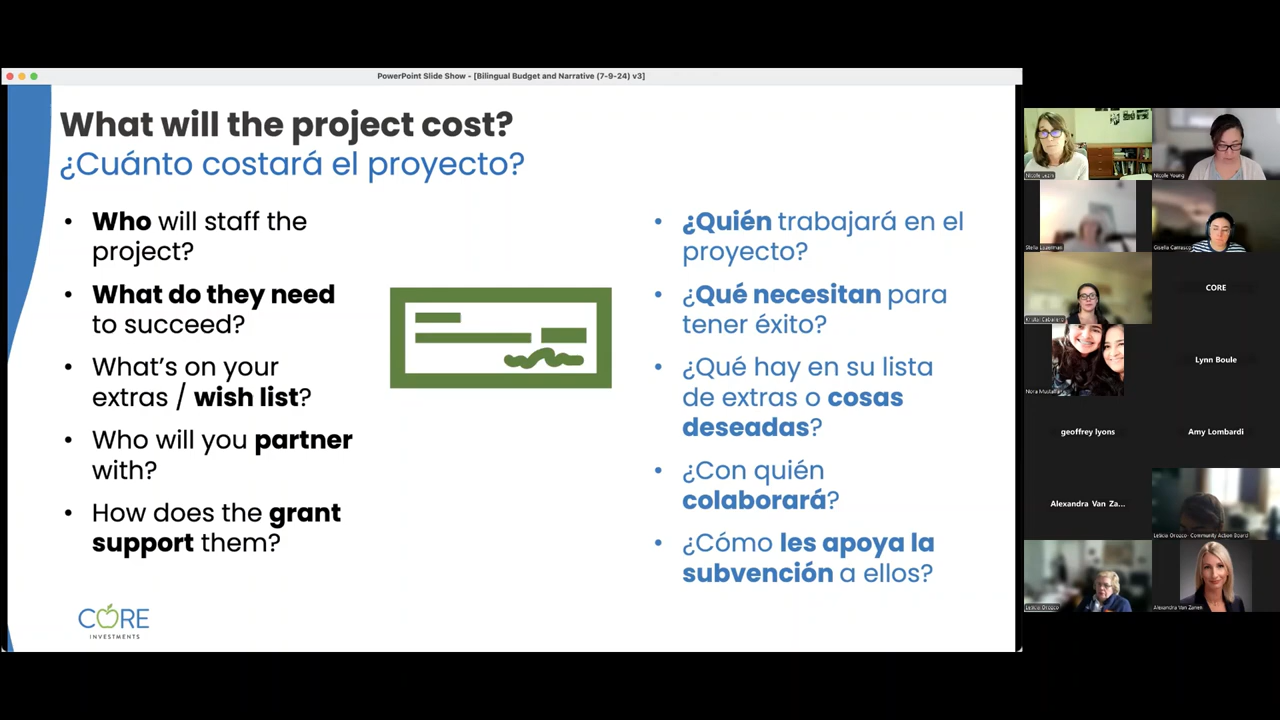 PowerPoint Slide Show - [Bilingual Budget and Narrative (7-9-24) v3]
What will the project cost?
¿Cuánto costará el proyecto?
• Who will staff the
project?
• What do they need
to succeed?
• What's on your
extras / wish list?
• Who will you partner
with?
• How does the grant
support them?
• ¿Quién trabajará en el
proyecto?
• ¿Qué necesitan para
tener éxito?
• ¿Qué hay en su lista
de extras o cosas
deseadas?
• ¿Con quién
colaborará?
• ¿Cómo les apoya la
subvención a ellos?
CORE
INVESTMENTS
Nicole Young
CORE
Lynn Boule
geoffrey lyons
Amy Lombardi
Alexandra Van Za...
Leticia Orozco- Community Action Board
Leticia Orozco
Alexandra Van Zanen